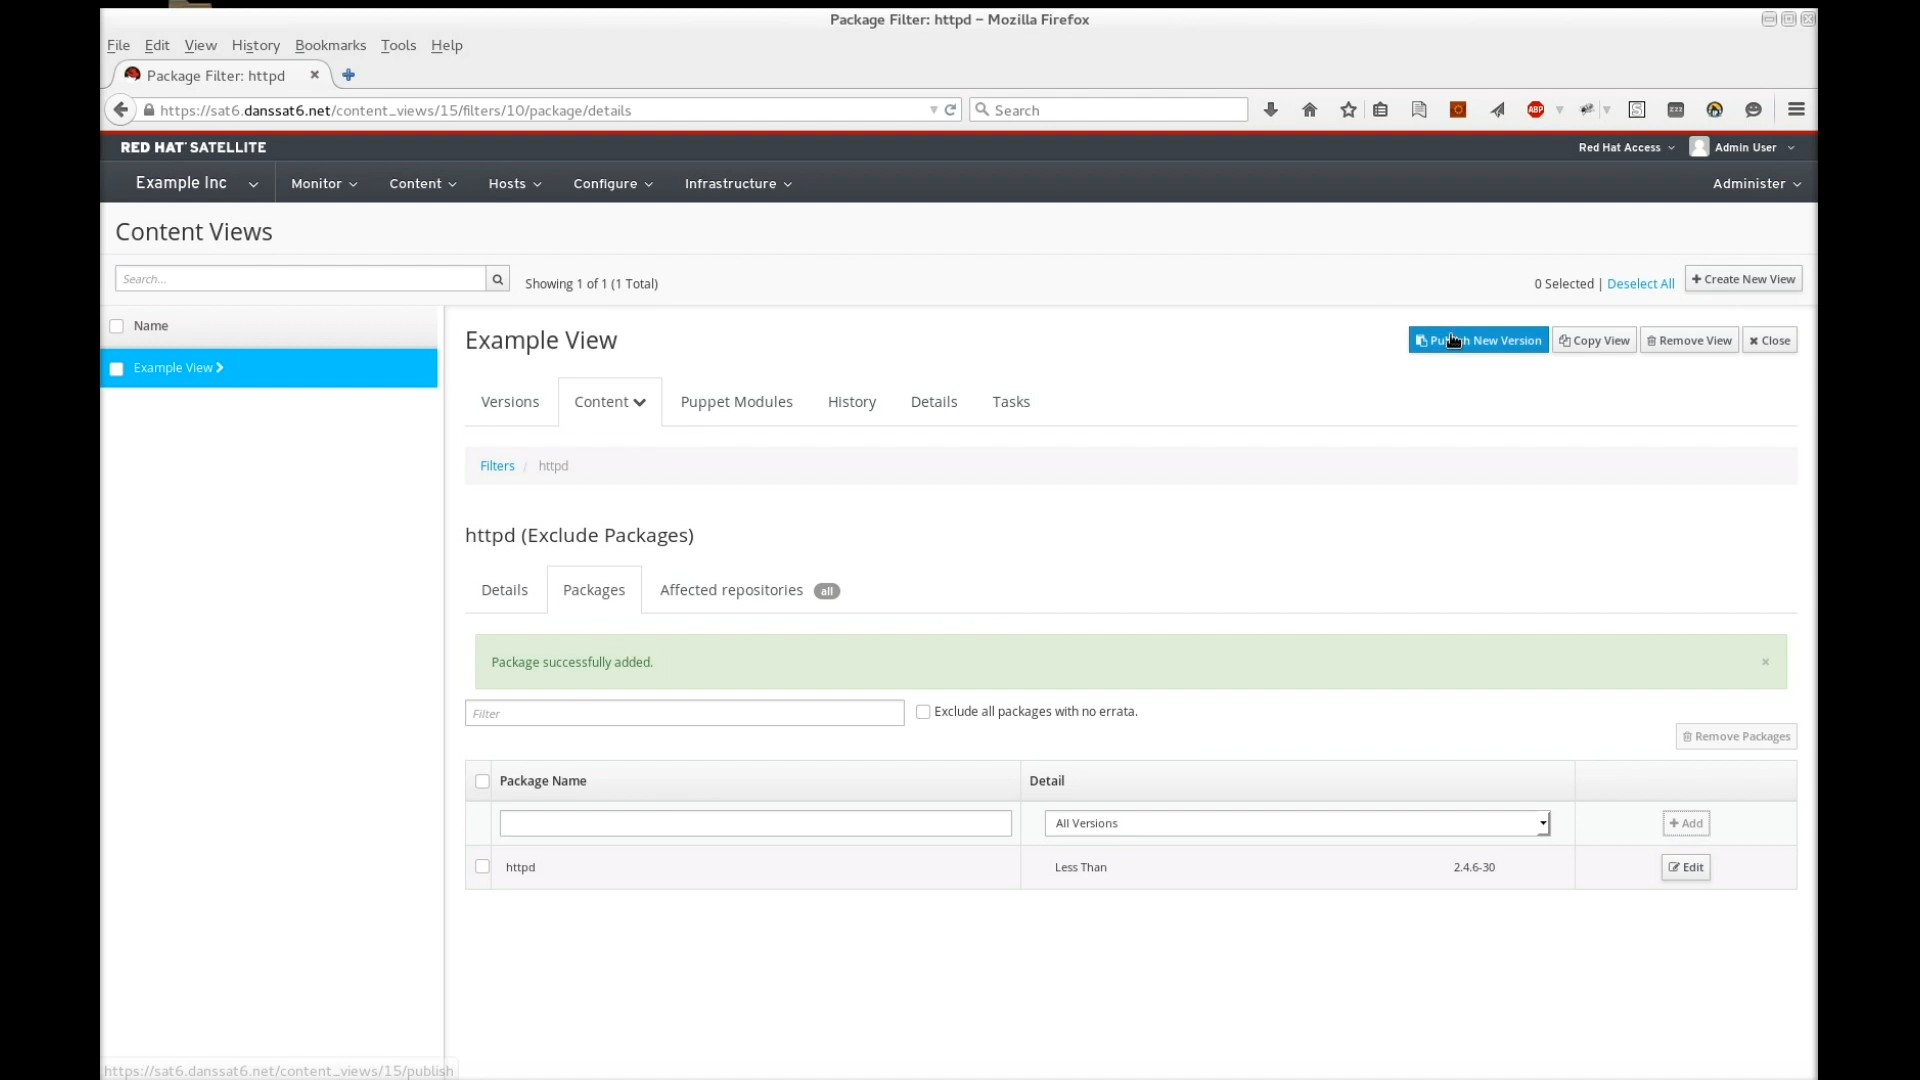 Package Filter: httpd – Mozilla Firefox
File Edit View History Bookmarks Tools Help
Package Filter: httpd
https://sat6.danssat6.net/content_views/15/filters/10/package/details
Search
ABP
RED HAT SATELLITE
Red Hat Access
Admin User
Example Inc
Monitor
Content
Hosts
Configure
Infrastructure
Administer
Content Views
Search...
Showing 1 of 1 (1 Total)
0 Selected | Deselect All
+ Create New View
Name
Example View
Example View
New Version
Copy View
Remove View
Close
Versions
Content
Puppet Modules
History
Details
Tasks
Filters / httpd
httpd (Exclude Packages)
Details
Packages
Affected repositories all
Package successfully added.
×
Filter
Exclude all packages with no errata.
Remove Packages
Package Name
Detail
All Versions
+ Add
httpd
Less Than
2.4.6-30
Edit
https://sat6.danssat6.net/content_views/15/publish